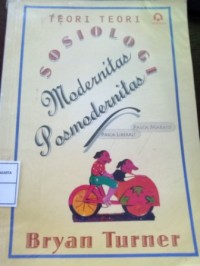 TEORI TEORI
SOSIOLOGI
Modernitas
Posmodernitas
Bryan Turner